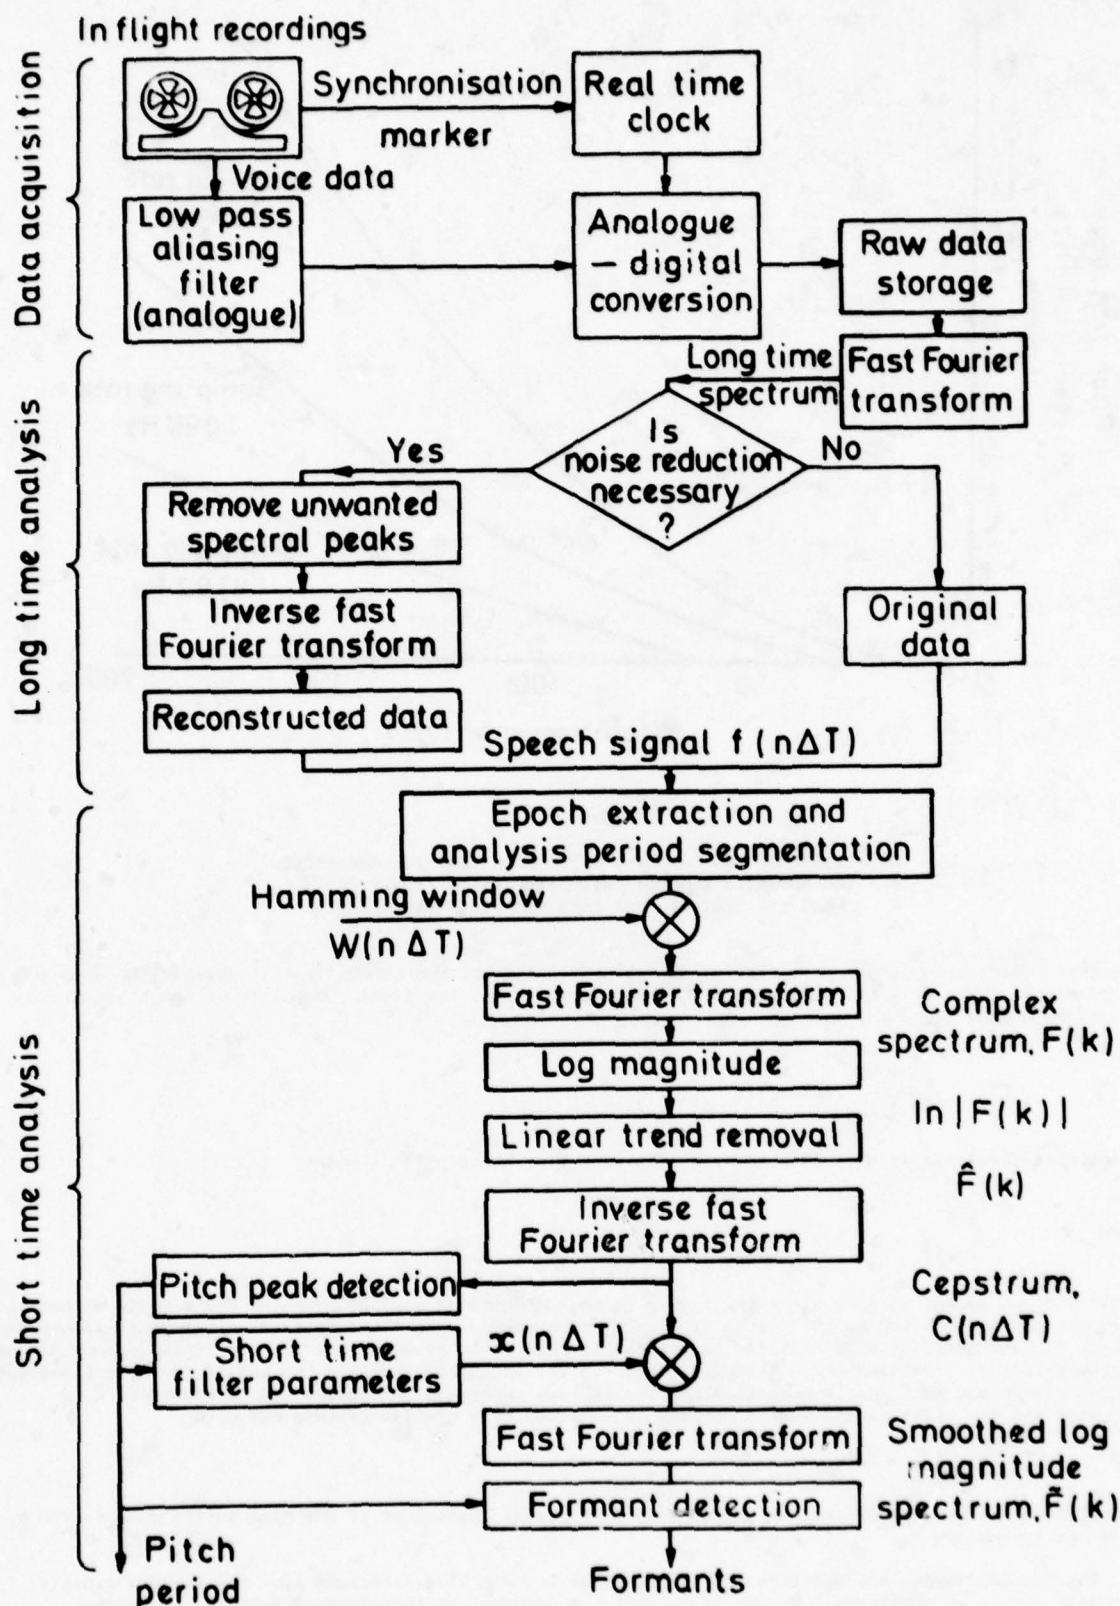 In flight recordings
Data acquisition
Synchronisation
marker
Real time
clock
Voice data
Low pass
aliasing
filter
(analogue)
Analogue
— digital
conversion
Raw data
storage
Long time analysis
Long time
spectrum
Fast Fourier
transform
Is
noise reduction
necessary
?
Yes
No
Remove unwanted
spectral peaks
Inverse fast
Fourier transform
Reconstructed data
Original
data
Speech signal f(nΔT)
Short time analysis
Epoch extraction and
analysis period segmentation
Hamming window
W(nΔT)
Fast Fourier transform
Complex
spectrum, F(k)
Log magnitude
ln |F(k)|
Linear trend removal
F̂(k)
Inverse fast
Fourier transform
Pitch peak detection
Cepstrum,
C(nΔT)
Short time
filter parameters
x(nΔT)
Fast Fourier transform
Smoothed log
magnitude
spectrum, F̃(k)
Formant detection
Pitch
period
Formants